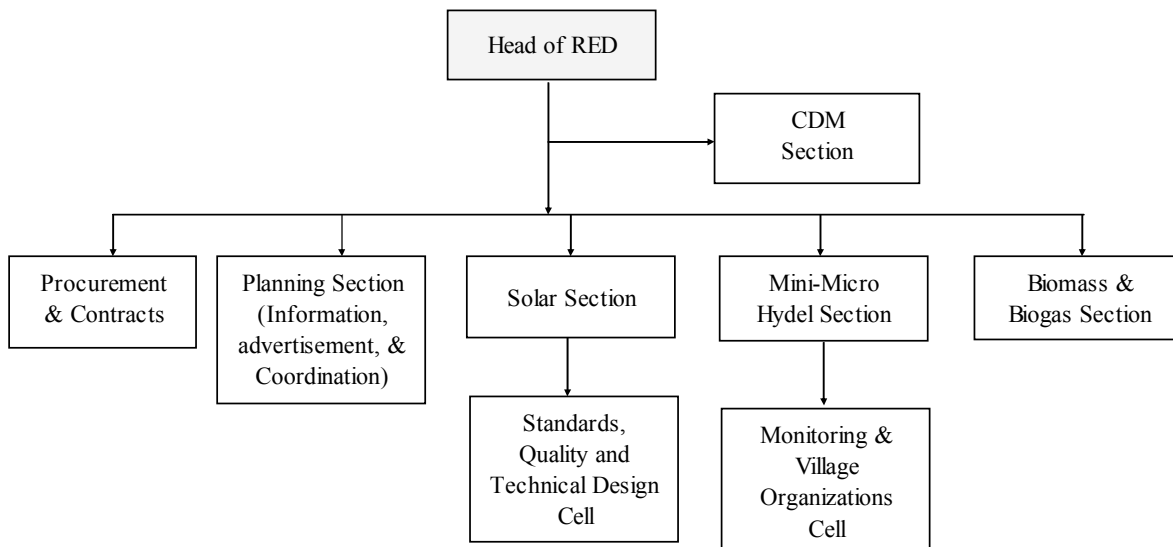 Head of RED
CDM
Section
Procurement
& Contracts
Planning Section
(Information,
advertisement, &
Coordination)
Solar Section
Mini-Micro
Hydel Section
Biomass &
Biogas Section
Standards,
Quality and
Technical Design
Cell
Monitoring &
Village
Organizations
Cell